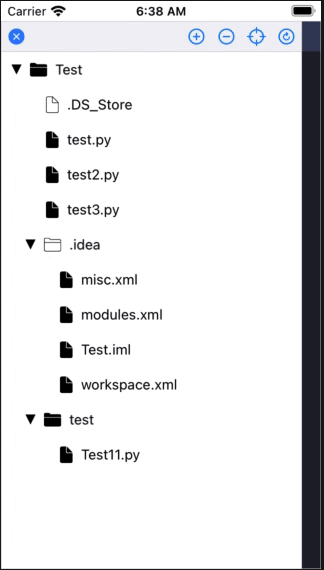 Carrier 6:38 AM
Test
.DS_Store
test.py
test2.py
test3.py
.idea
misc.xml
modules.xml
Test.iml
workspace.xml
test
Test11.py